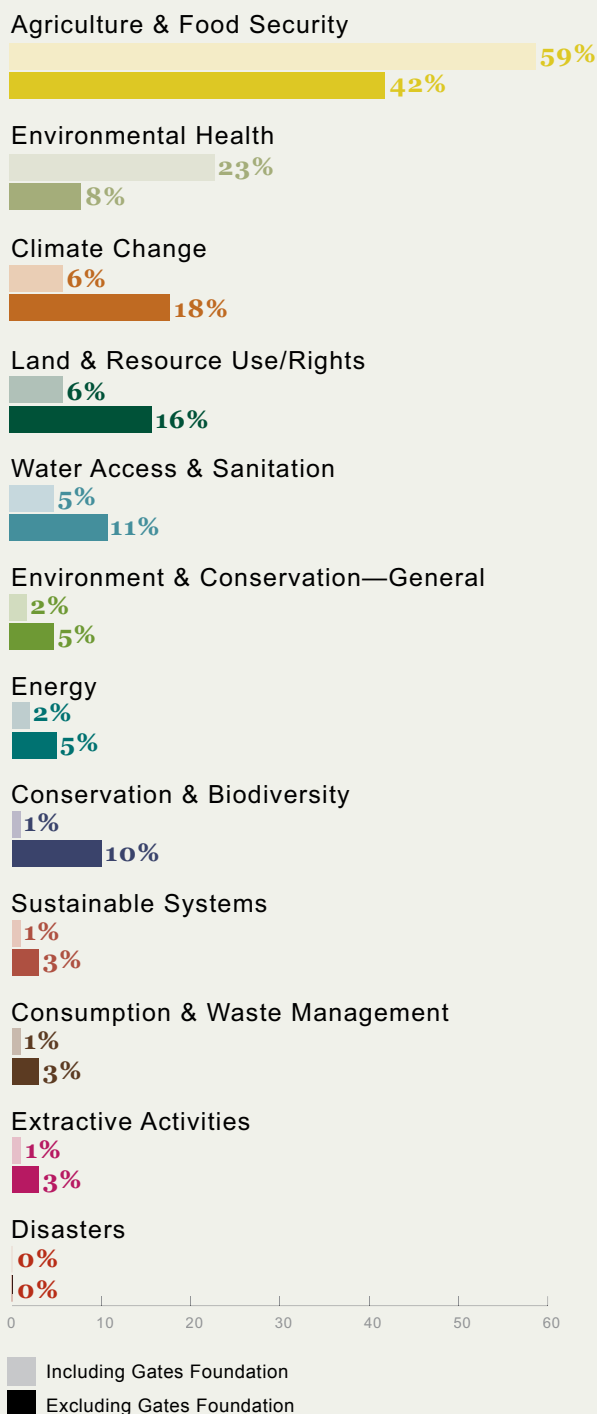 Agriculture & Food Security
59%
42%
Environmental Health
23%
8%
Climate Change
6%
18%
Land & Resource Use/Rights
6%
16%
Water Access & Sanitation
5%
11%
Environment & Conservation—General
2%
5%
Energy
2%
5%
Conservation & Biodiversity
1%
10%
Sustainable Systems
1%
3%
Consumption & Waste Management
1%
3%
Extractive Activities
1%
3%
Disasters
0%
0%
0 10 20 30 40 50 60
Including Gates Foundation
Excluding Gates Foundation